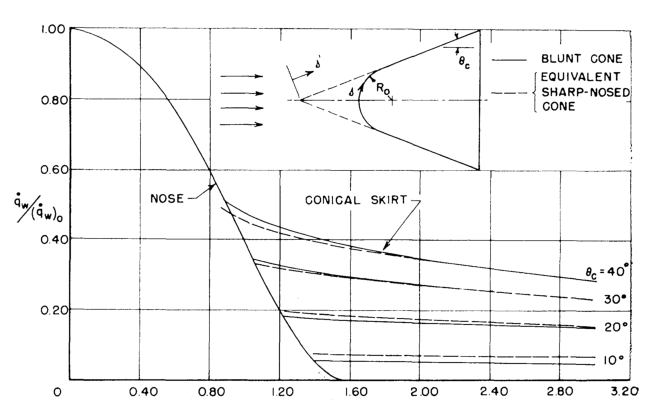 1.00
0.80
0.60
0.40
0.20
q̇w/(q̇w)o
NOSE
CONICAL SKIRT
θc
Ro
s
s'
BLUNT CONE
EQUIVALENT
SHARP-NOSED
CONE
θc = 40°
30°
20°
10°
0 0.40 0.80 1.20 1.60 2.00 2.40 2.80 3.20